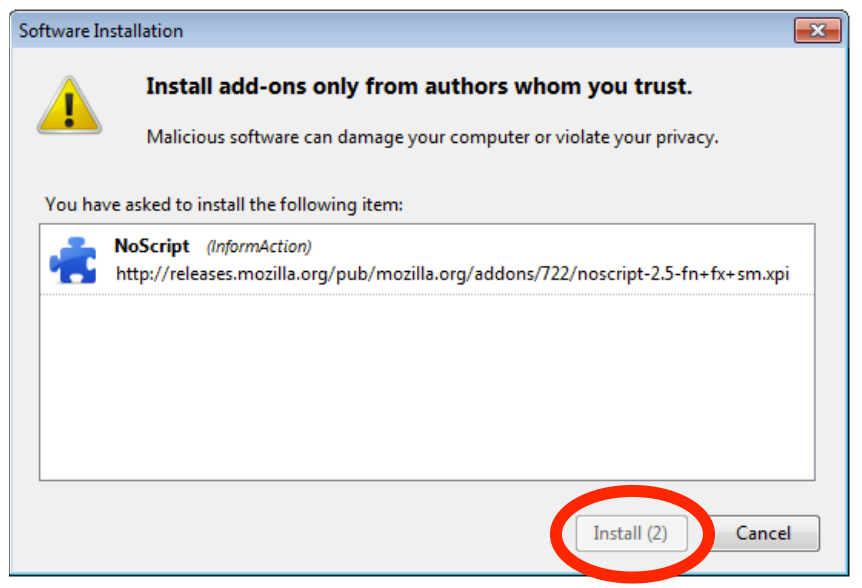 Software Installation
Install add-ons only from authors whom you trust.
Malicious software can damage your computer or violate your privacy.
You have asked to install the following item:
NoScript (InformAction)
http://releases.mozilla.org/pub/mozilla.org/addons/722/noscript-2.5-fn+fx+sm.xpi
Install (2) Cancel